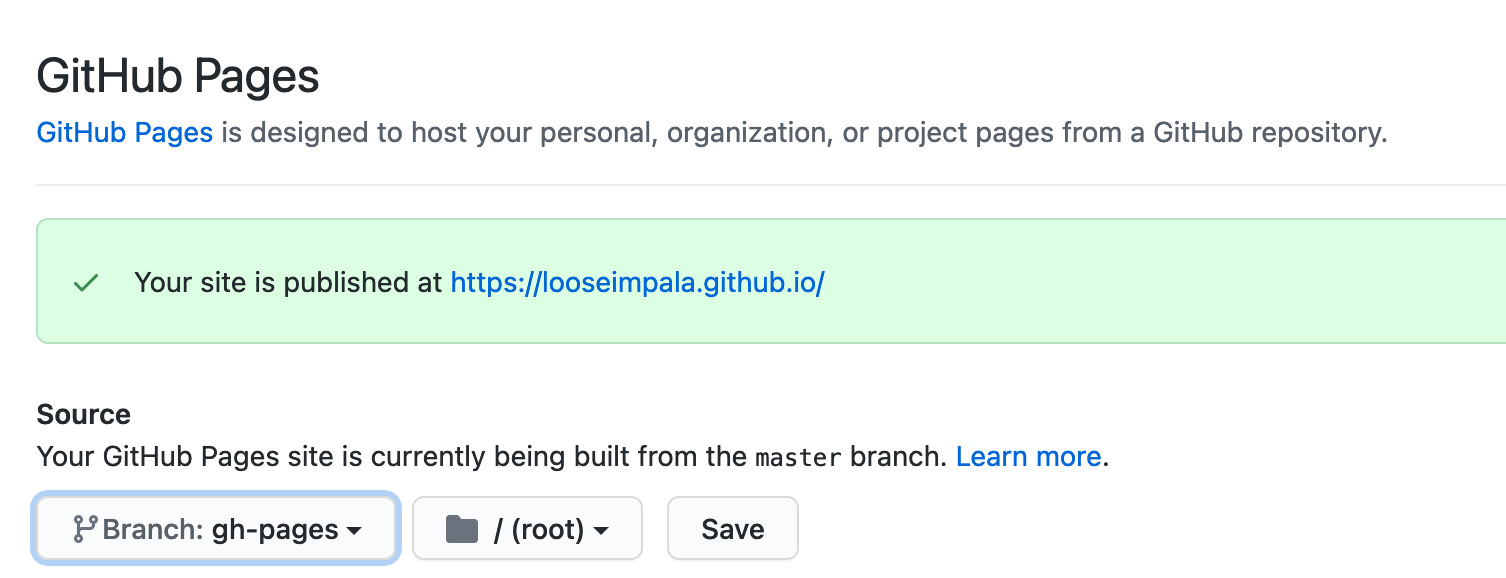 GitHub Pages
GitHub Pages is designed to host your personal, organization, or project pages from a GitHub repository.
Your site is published at https://looseimpala.github.io/
Source
Your GitHub Pages site is currently being built from the master branch. Learn more.
Branch: gh-pages / (root) Save